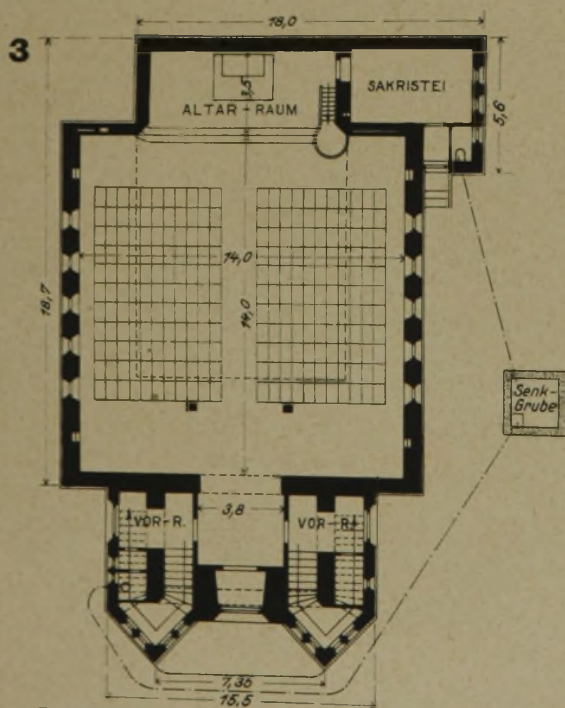 3
18,0
3,5
ALTAR-RAUM
SAKRISTEI
5,6
18,7
14,0
14,0
Senk-
Grube
3,8
VOR-R.
VOR-R.
7,35
15,5